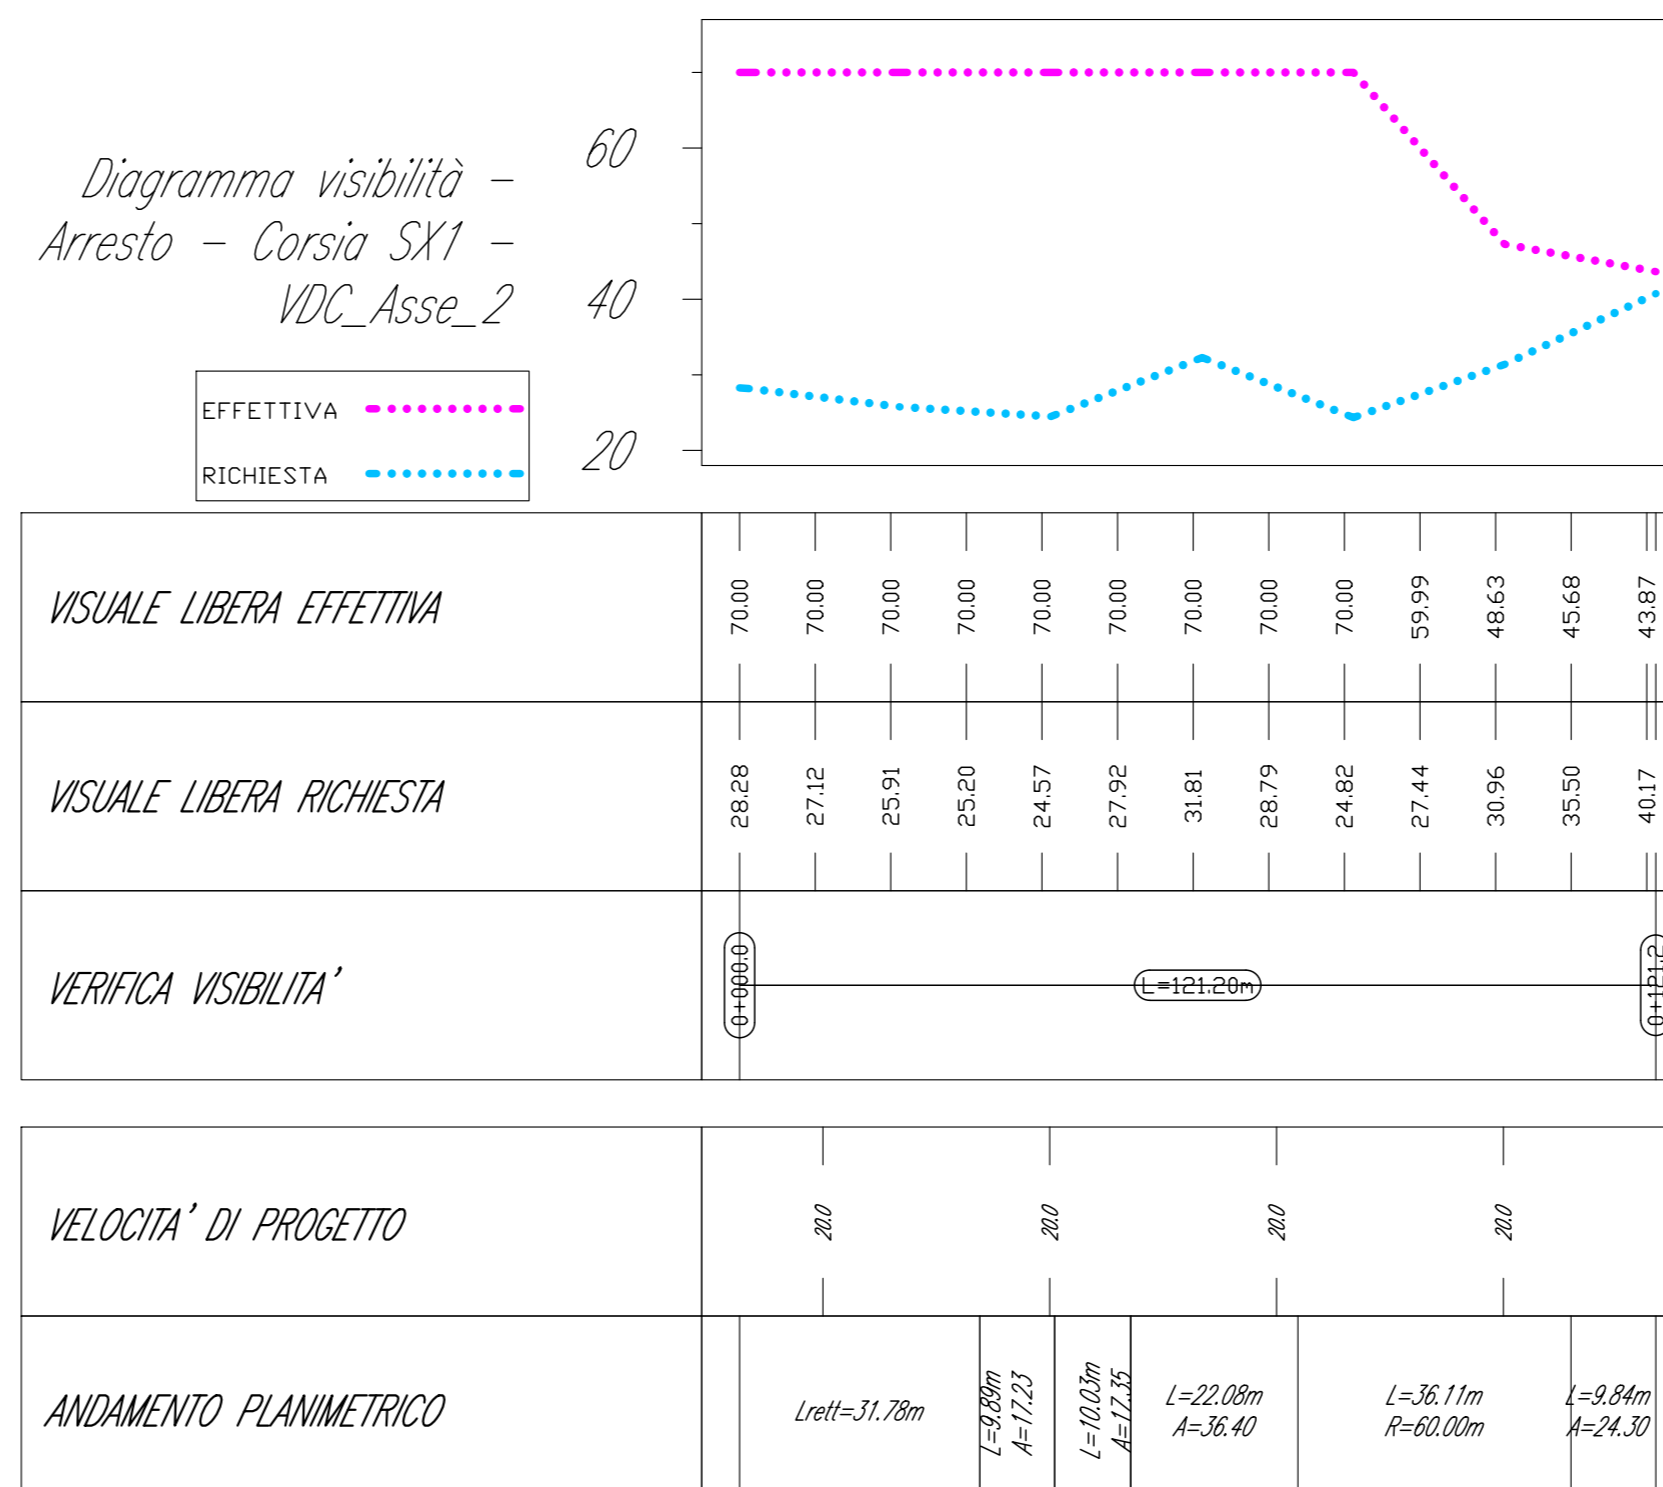 Diagramma visibilità -
Arresto - Corsia SX1 -
VDC_Asse_2
60
40
20
EFFETTIVA
RICHIESTA
VISUALE LIBERA EFFETTIVA
70.00 70.00 70.00 70.00 70.00 70.00 70.00 70.00 70.00 59.99 48.63 45.68 43.87
VISUALE LIBERA RICHIESTA
28.28 27.12 25.91 25.20 24.57 27.92 31.81 28.79 24.82 27.44 30.96 35.50 40.17
VERIFICA VISIBILITA'
0+000.0
L=121.20m
0+121.2
VELOCITA' DI PROGETTO
20.0 20.0 20.0 20.0
ANDAMENTO PLANIMETRICO
Lrett=31.78m
L=9.89m
A=17.23
L=10.03m
A=17.35
L=22.08m
A=36.40
L=36.11m
R=60.00m
L=9.84m
A=24.30